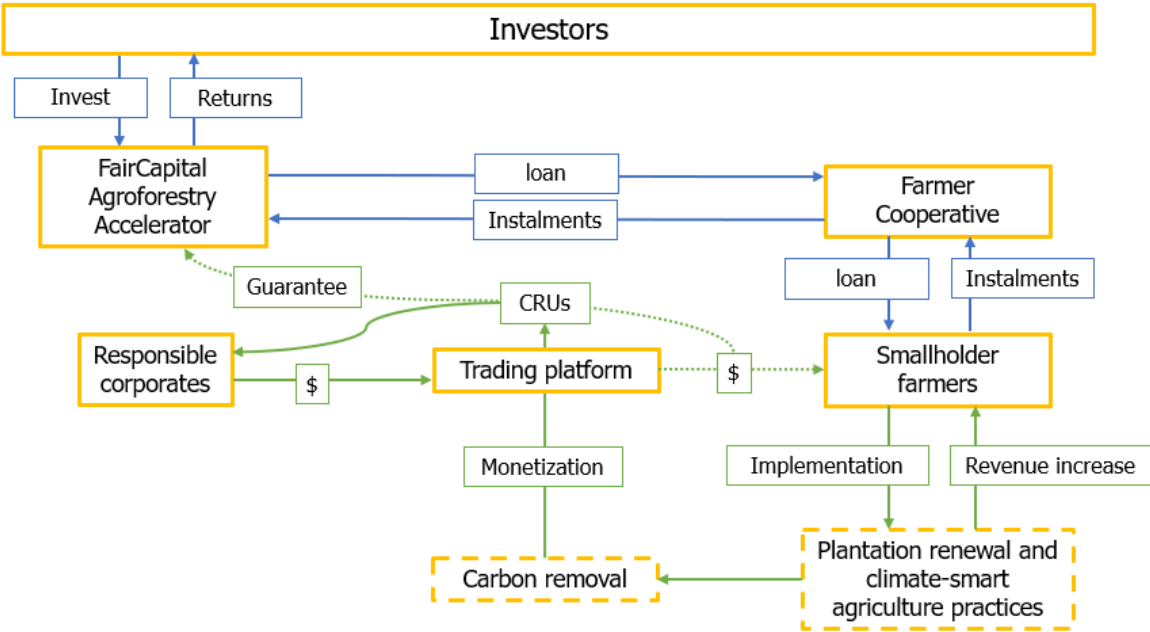 Investors
Invest
Returns
FairCapital
Agroforestry
Accelerator
loan
Instalments
Farmer
Cooperative
loan
Instalments
Guarantee
CRUs
Responsible
corporates
$
Trading platform
$
Smallholder
farmers
Monetization
Implementation
Revenue increase
Carbon removal
Plantation renewal and
climate-smart
agriculture practices